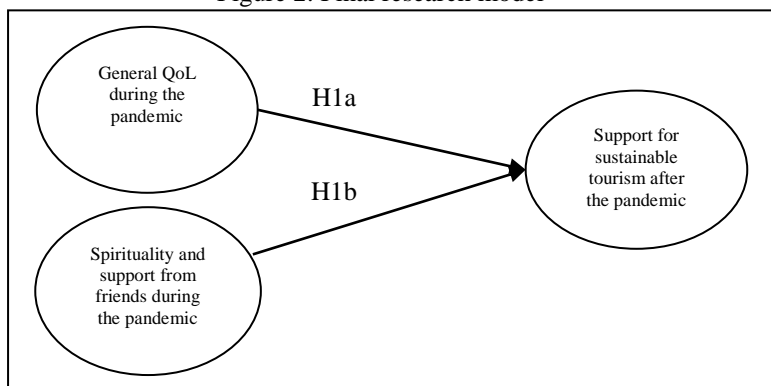 Figure 2. Final research model
General QoL
during the
pandemic
H1a
Support for
sustainable
tourism after
the pandemic
H1b
Spirituality and
support from
friends during
the pandemic